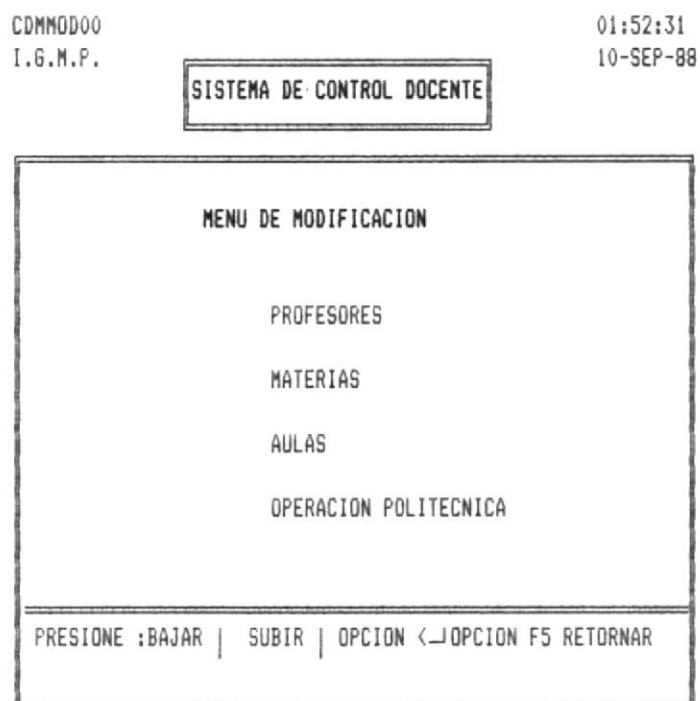 CDMMOD00 01:52:31
I.G.M.P. 10-SEP-88
SISTEMA DE CONTROL DOCENTE
MENU DE MODIFICACION
PROFESORES
MATERIAS
AULAS
OPERACION POLITECNICA
PRESIONE :BAJAR | SUBIR | OPCION <─┘OPCION F5 RETORNAR